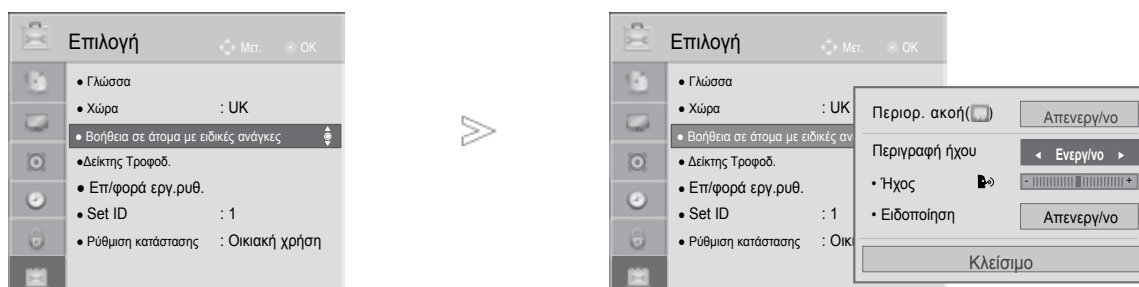 Επιλογή
Μετ. OK
• Γλώσσα
• Χώρα : UK
• Βοήθεια σε άτομα με ειδικές ανάγκες
•Δείκτης Τροφοδ.
• Επ/φορά εργ.ρυθ.
• Set ID : 1
• Ρύθμιση κατάστασης : Οικιακή χρήση
Επιλογή
Μετ. OK
• Γλώσσα
• Χώρα : UK
• Βοήθεια σε άτομα με ειδικές αν
• Δείκτης Τροφοδ.
• Επ/φορά εργ.ρυθ.
• Set ID : 1
• Ρύθμιση κατάστασης : Οικι
Περιορ. ακοή( ) Απενεργ/νο
Περιγραφή ήχου Ενεργ/νο
• Ήχος - +
• Ειδοποίηση Απενεργ/νο
Κλείσιμο